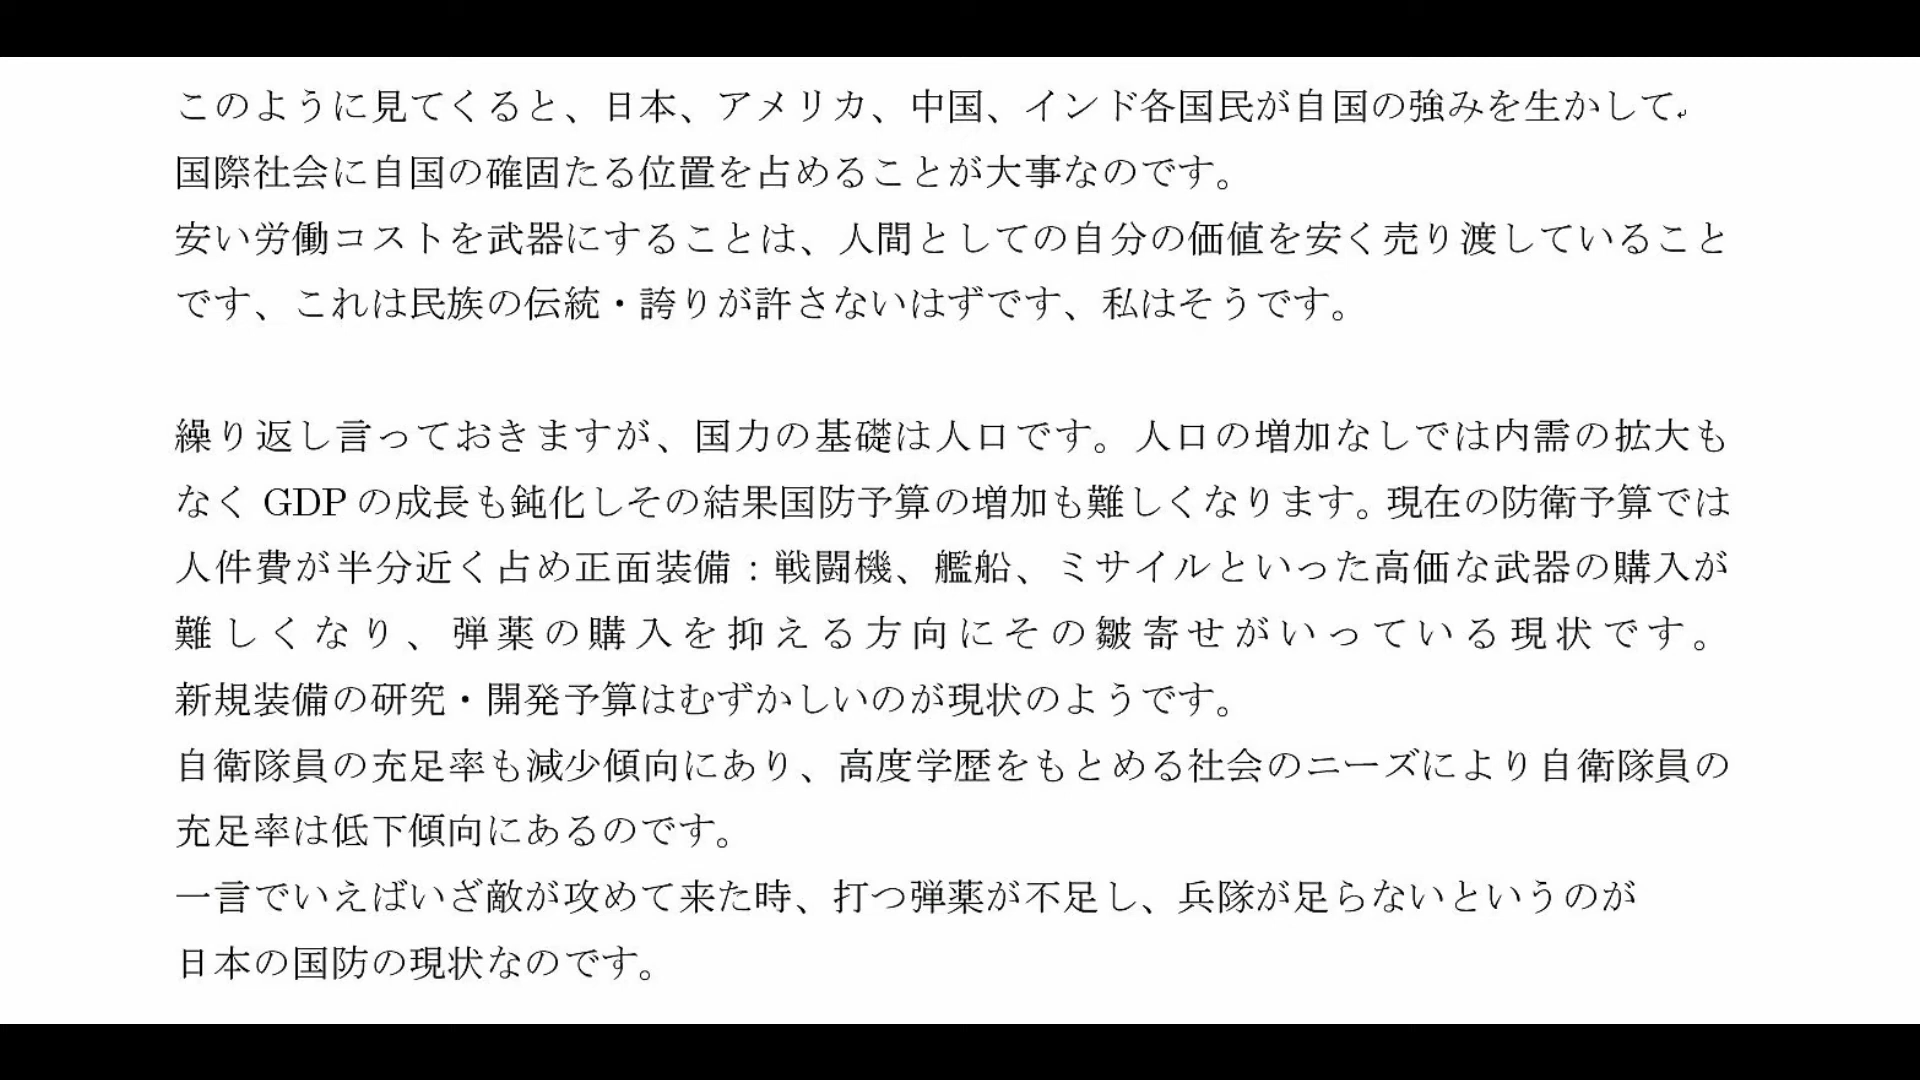 このように見てくると、日本、アメリカ、中国、インド各国民が自国の強みを生かして
国際社会に自国の確固たる位置を占めることが大事なのです。
安い労働コストを武器にすることは、人間としての自分の価値を安く売り渡していること
です、これは民族の伝統・誇りが許さないはずです、私はそうです。
繰り返し言っておきますが、国力の基礎は人口です。人口の増加なしでは内需の拡大も
なく GDP の成長も鈍化しその結果国防予算の増加も難しくなります。現在の防衛予算では
人件費が半分近く占め正面装備：戦闘機、艦船、ミサイルといった高価な武器の購入が
難しくなり、弾薬の購入を抑える方向にその皺寄せがいっている現状です。
新規装備の研究・開発予算はむずかしいのが現状のようです。
自衛隊員の充足率も減少傾向にあり、高度学歴をもとめる社会のニーズにより自衛隊員の
充足率は低下傾向にあるのです。
一言でいえばいざ敵が攻めて来た時、打つ弾薬が不足し、兵隊が足らないというのが
日本の国防の現状なのです。